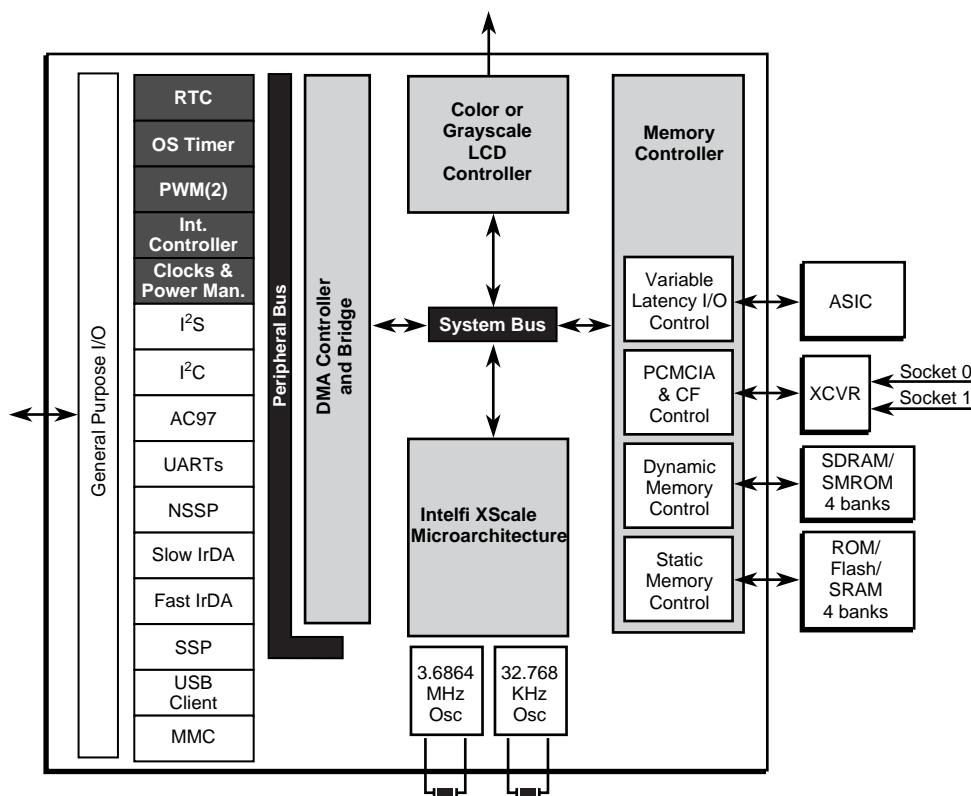 General Purpose I/O
RTC
OS Timer
PWM(2)
Int.
Controller
Clocks &
Power Man.
I²S
I²C
AC97
UARTs
NSSP
Slow IrDA
Fast IrDA
SSP
USB
Client
MMC
Peripheral Bus
DMA Controller
and Bridge
Color or
Grayscale
LCD
Controller
System Bus
Intelfi XScale
Microarchitecture
3.6864
MHz
Osc
32.768
KHz
Osc
Memory
Controller
Variable
Latency I/O
Control
PCMCIA
& CF
Control
Dynamic
Memory
Control
Static
Memory
Control
ASIC
XCVR
Socket 0
Socket 1
SDRAM/
SMROM
4 banks
ROM/
Flash/
SRAM
4 banks